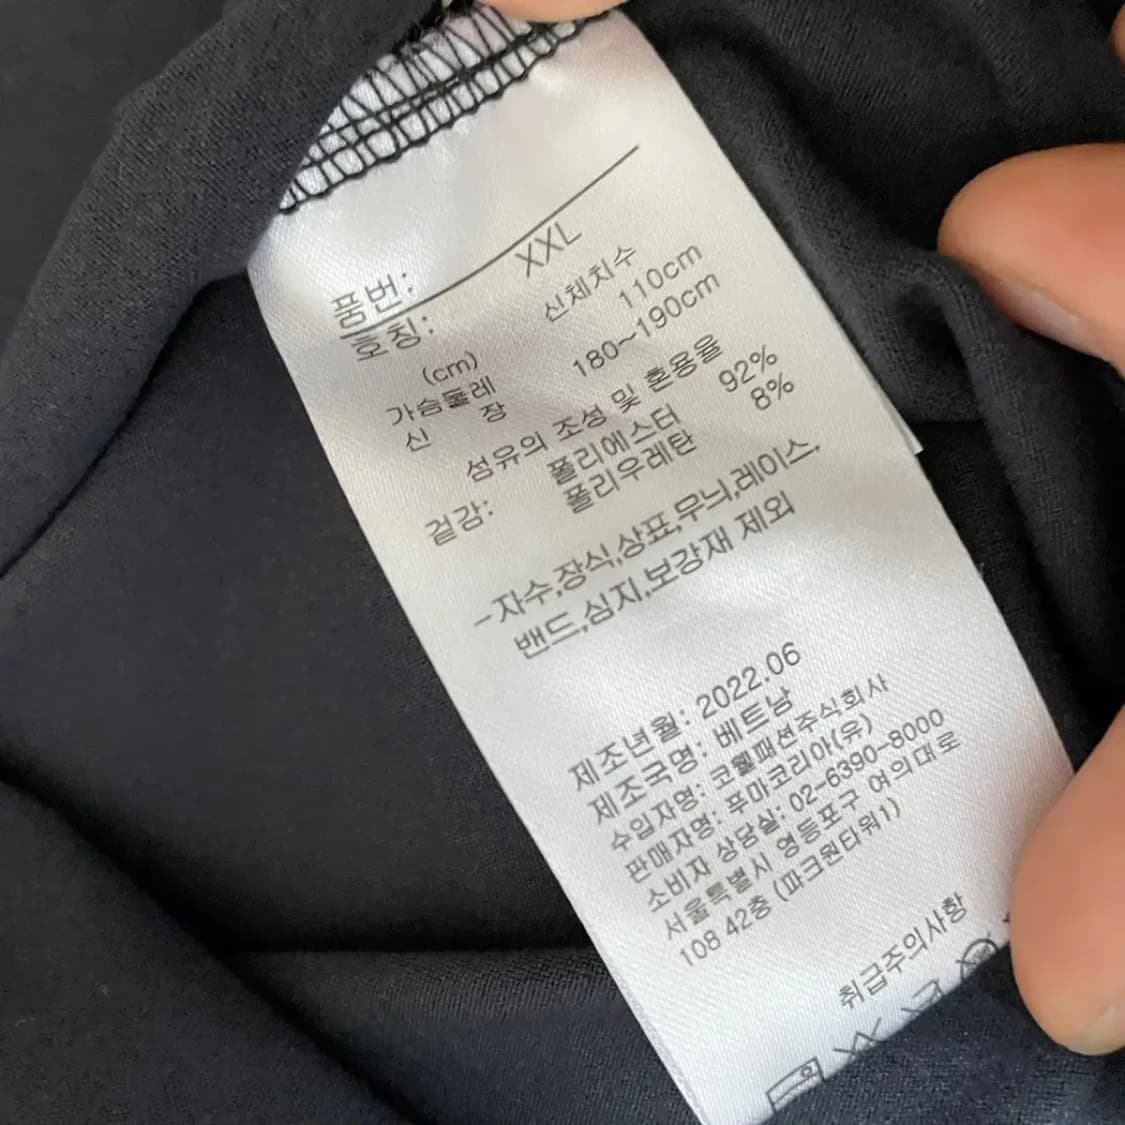 품번:
호칭: XXL
(cm) 신체치수
가슴둘레 110cm
신 장 180~190cm
섬유의 조성 및 혼용율
겉감: 폴리에스터 92%
폴리우레탄 8%
-자수,장식,상표,무늬,레이스,
밴드,심지,보강재 제외
제조년월: 2022.06
제조국명: 베트남
수입자명: 코웰패션주식회사
판매자명: 푸마코리아(유)
소비자 상담실: 02-6390-8000
서울특별시 영등포구 여의대로
108 42층 (파크원타워1)
취급주의사항